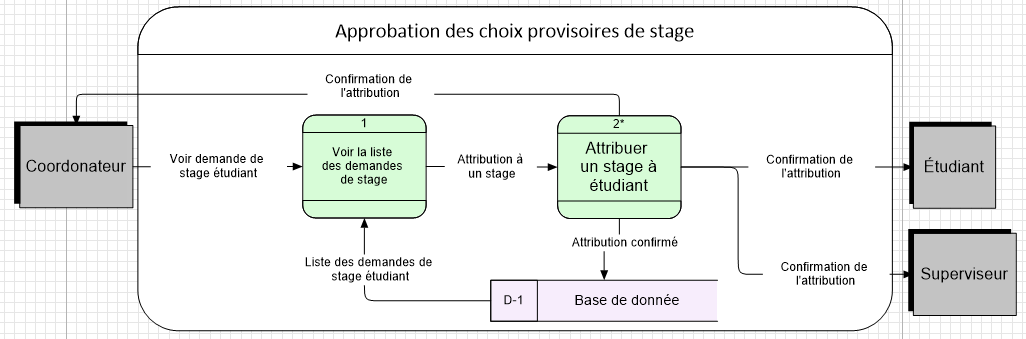 Approbation des choix provisoires de stage
Confirmation de
l'attribution
Coordonateur
Voir demande de
stage étudiant
1
Voir la liste
des demandes
de stage
Attribution à
un stage
2*
Attribuer
un stage à
étudiant
Confirmation de
l'attribution
Étudiant
Attribution confirmé
Liste des demandes de
stage étudiant
Confirmation de
l'attribution
Superviseur
D-1
Base de donnée